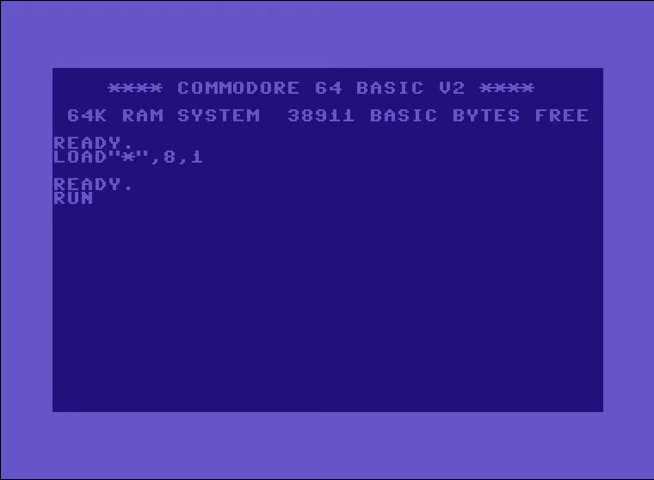 **** COMMODORE 64 BASIC V2 ****
64K RAM SYSTEM  38911 BASIC BYTES FREE
READY.
LOAD"*",8,1
READY.
RUN